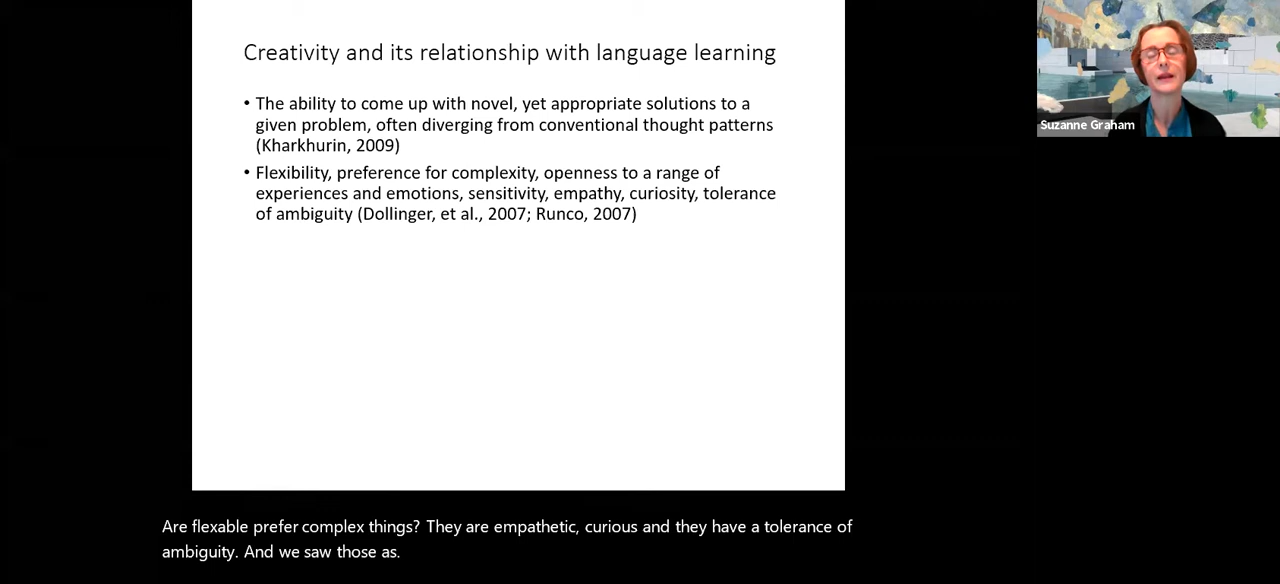 Creativity and its relationship with language learning
• The ability to come up with novel, yet appropriate solutions to a
given problem, often diverging from conventional thought patterns
(Kharkhurin, 2009)
• Flexibility, preference for complexity, openness to a range of
experiences and emotions, sensitivity, empathy, curiosity, tolerance
of ambiguity (Dollinger, et al., 2007; Runco, 2007)
Suzanne Graham
Are flexable prefer complex things? They are empathetic, curious and they have a tolerance of
ambiguity. And we saw those as.